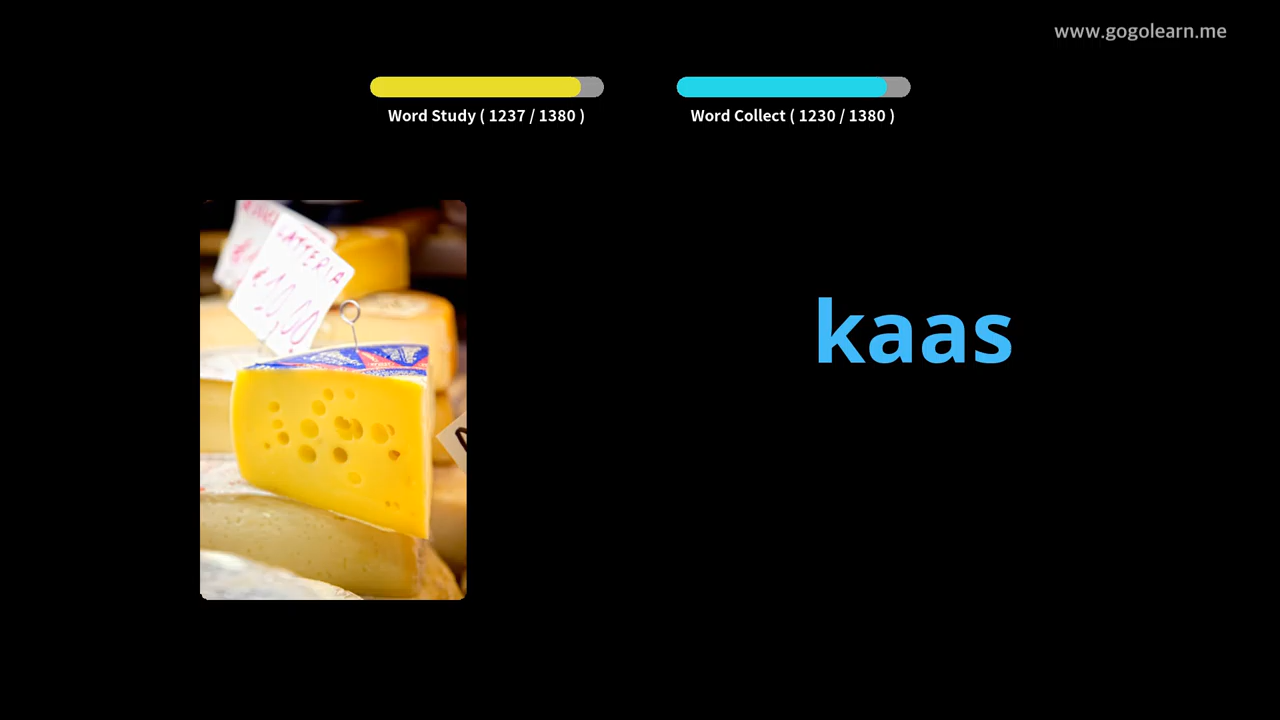 www.gogolearn.me
Word Study ( 1237 / 1380 )
Word Collect ( 1230 / 1380 )
LATTERIA
€10,00
kaas